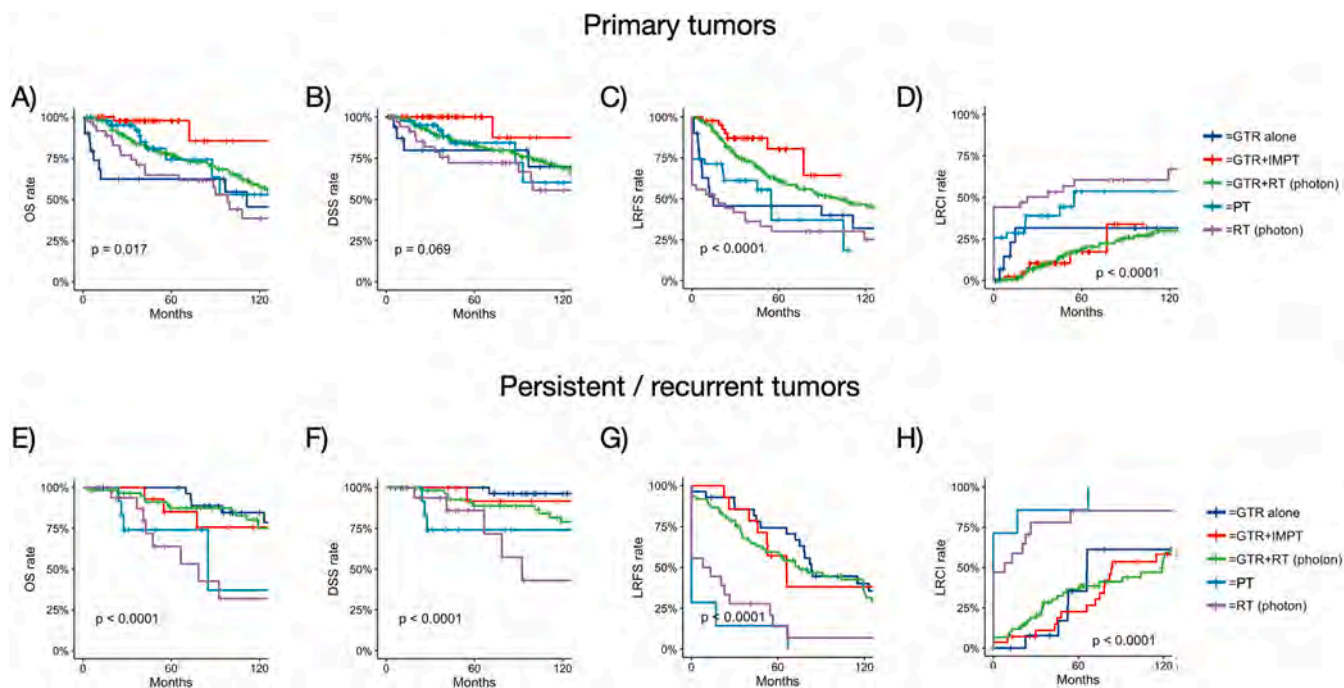 Primary tumors
A)
B)
C)
D)
100%
75%
50%
25%
0%
OS rate
p = 0.017
0 60 120
Months
100%
75%
50%
25%
0%
DSS rate
p = 0.069
0 60 120
Months
100%
75%
50%
25%
0%
LRFS rate
p < 0.0001
0 60 120
Months
100%
75%
50%
25%
0%
LRCI rate
p < 0.0001
0 60 120
Months
=GTR alone
=GTR+IMPT
=GTR+RT (photon)
=PT
=RT (photon)
Persistent / recurrent tumors
E)
F)
G)
H)
100%
75%
50%
25%
0%
OS rate
p < 0.0001
0 60 120
Months
100%
75%
50%
25%
0%
DSS rate
p < 0.0001
0 60 120
Months
100%
75%
50%
25%
0%
LRFS rate
p < 0.0001
0 60 120
Months
100%
75%
50%
25%
0%
LRCI rate
p < 0.0001
0 60 120
Months
=GTR alone
=GTR+IMPT
=GTR+RT (photon)
=PT
=RT (photon)